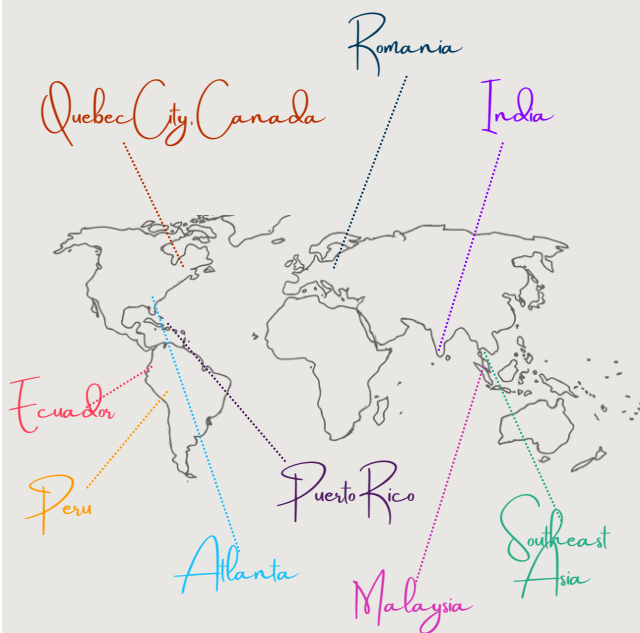 Romania
Quebec City, Canada
India
Ecuador
Peru
Puerto Rico
Atlanta
Southeast
Asia
Malaysia